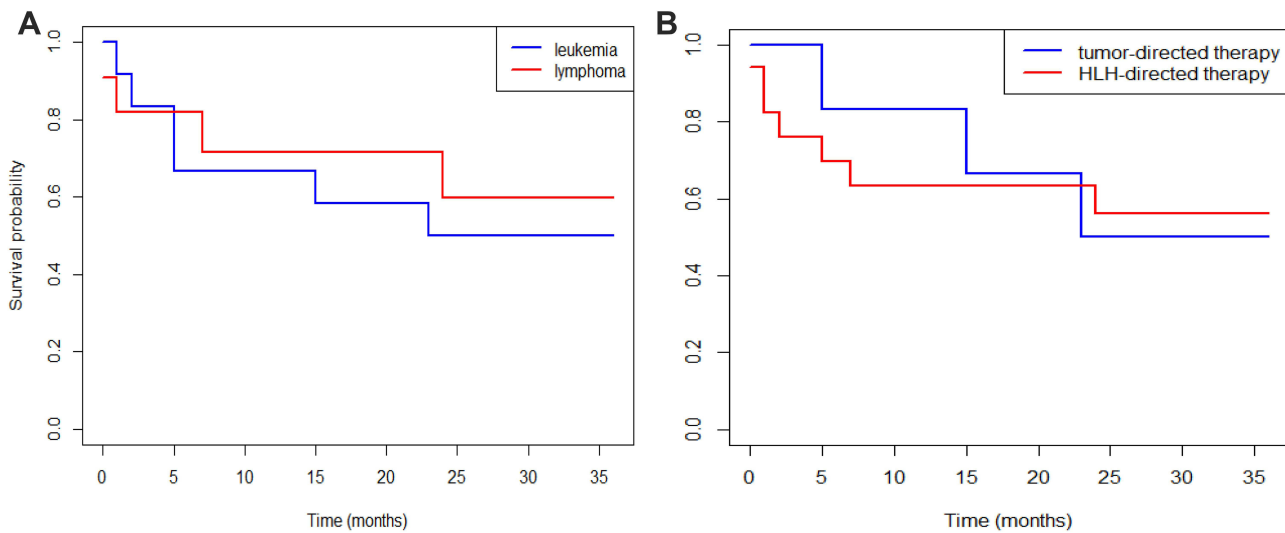 A
leukemia
lymphoma
Survival probability
1.0
0.8
0.6
0.4
0.2
0.0
0 5 10 15 20 25 30 35
Time (months)
B
tumor-directed therapy
HLH-directed therapy
1.0
0.8
0.6
0.4
0.2
0.0
0 5 10 15 20 25 30 35
Time (months)